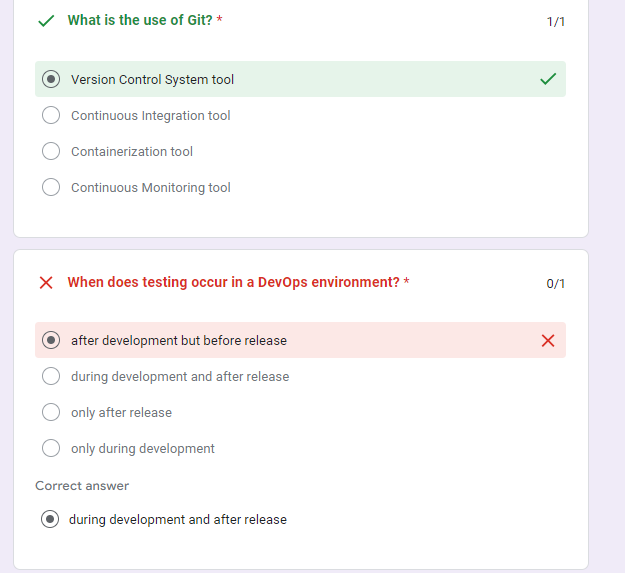 What is the use of Git? *
1/1
Version Control System tool
Continuous Integration tool
Containerization tool
Continuous Monitoring tool
When does testing occur in a DevOps environment? *
0/1
after development but before release
during development and after release
only after release
only during development
Correct answer
during development and after release